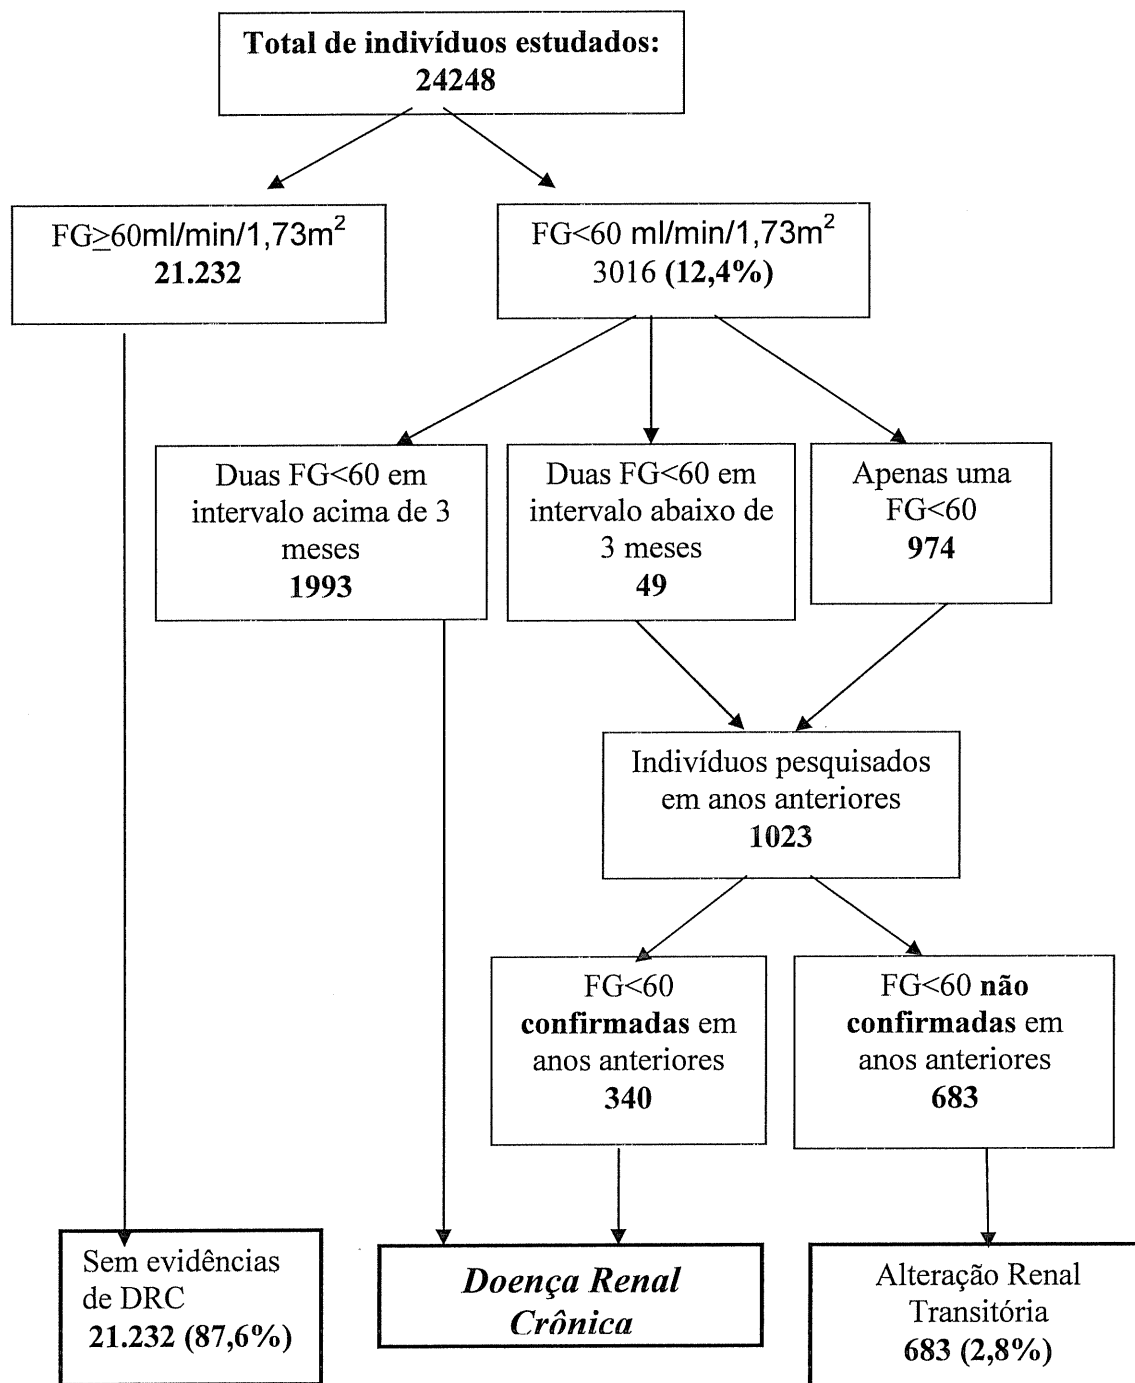 Total de indivíduos estudados:
24248
FG≥60ml/min/1,73m²
21.232
FG<60 ml/min/1,73m²
3016 (12,4%)
Duas FG<60 em
intervalo acima de 3
meses
1993
Duas FG<60 em
intervalo abaixo de
3 meses
49
Apenas uma
FG<60
974
Indivíduos pesquisados
em anos anteriores
1023
FG<60
confirmadas em
anos anteriores
340
FG<60 não
confirmadas em
anos anteriores
683
Sem evidências
de DRC
21.232 (87,6%)
Doença Renal
Crônica
Alteração Renal
Transitória
683 (2,8%)